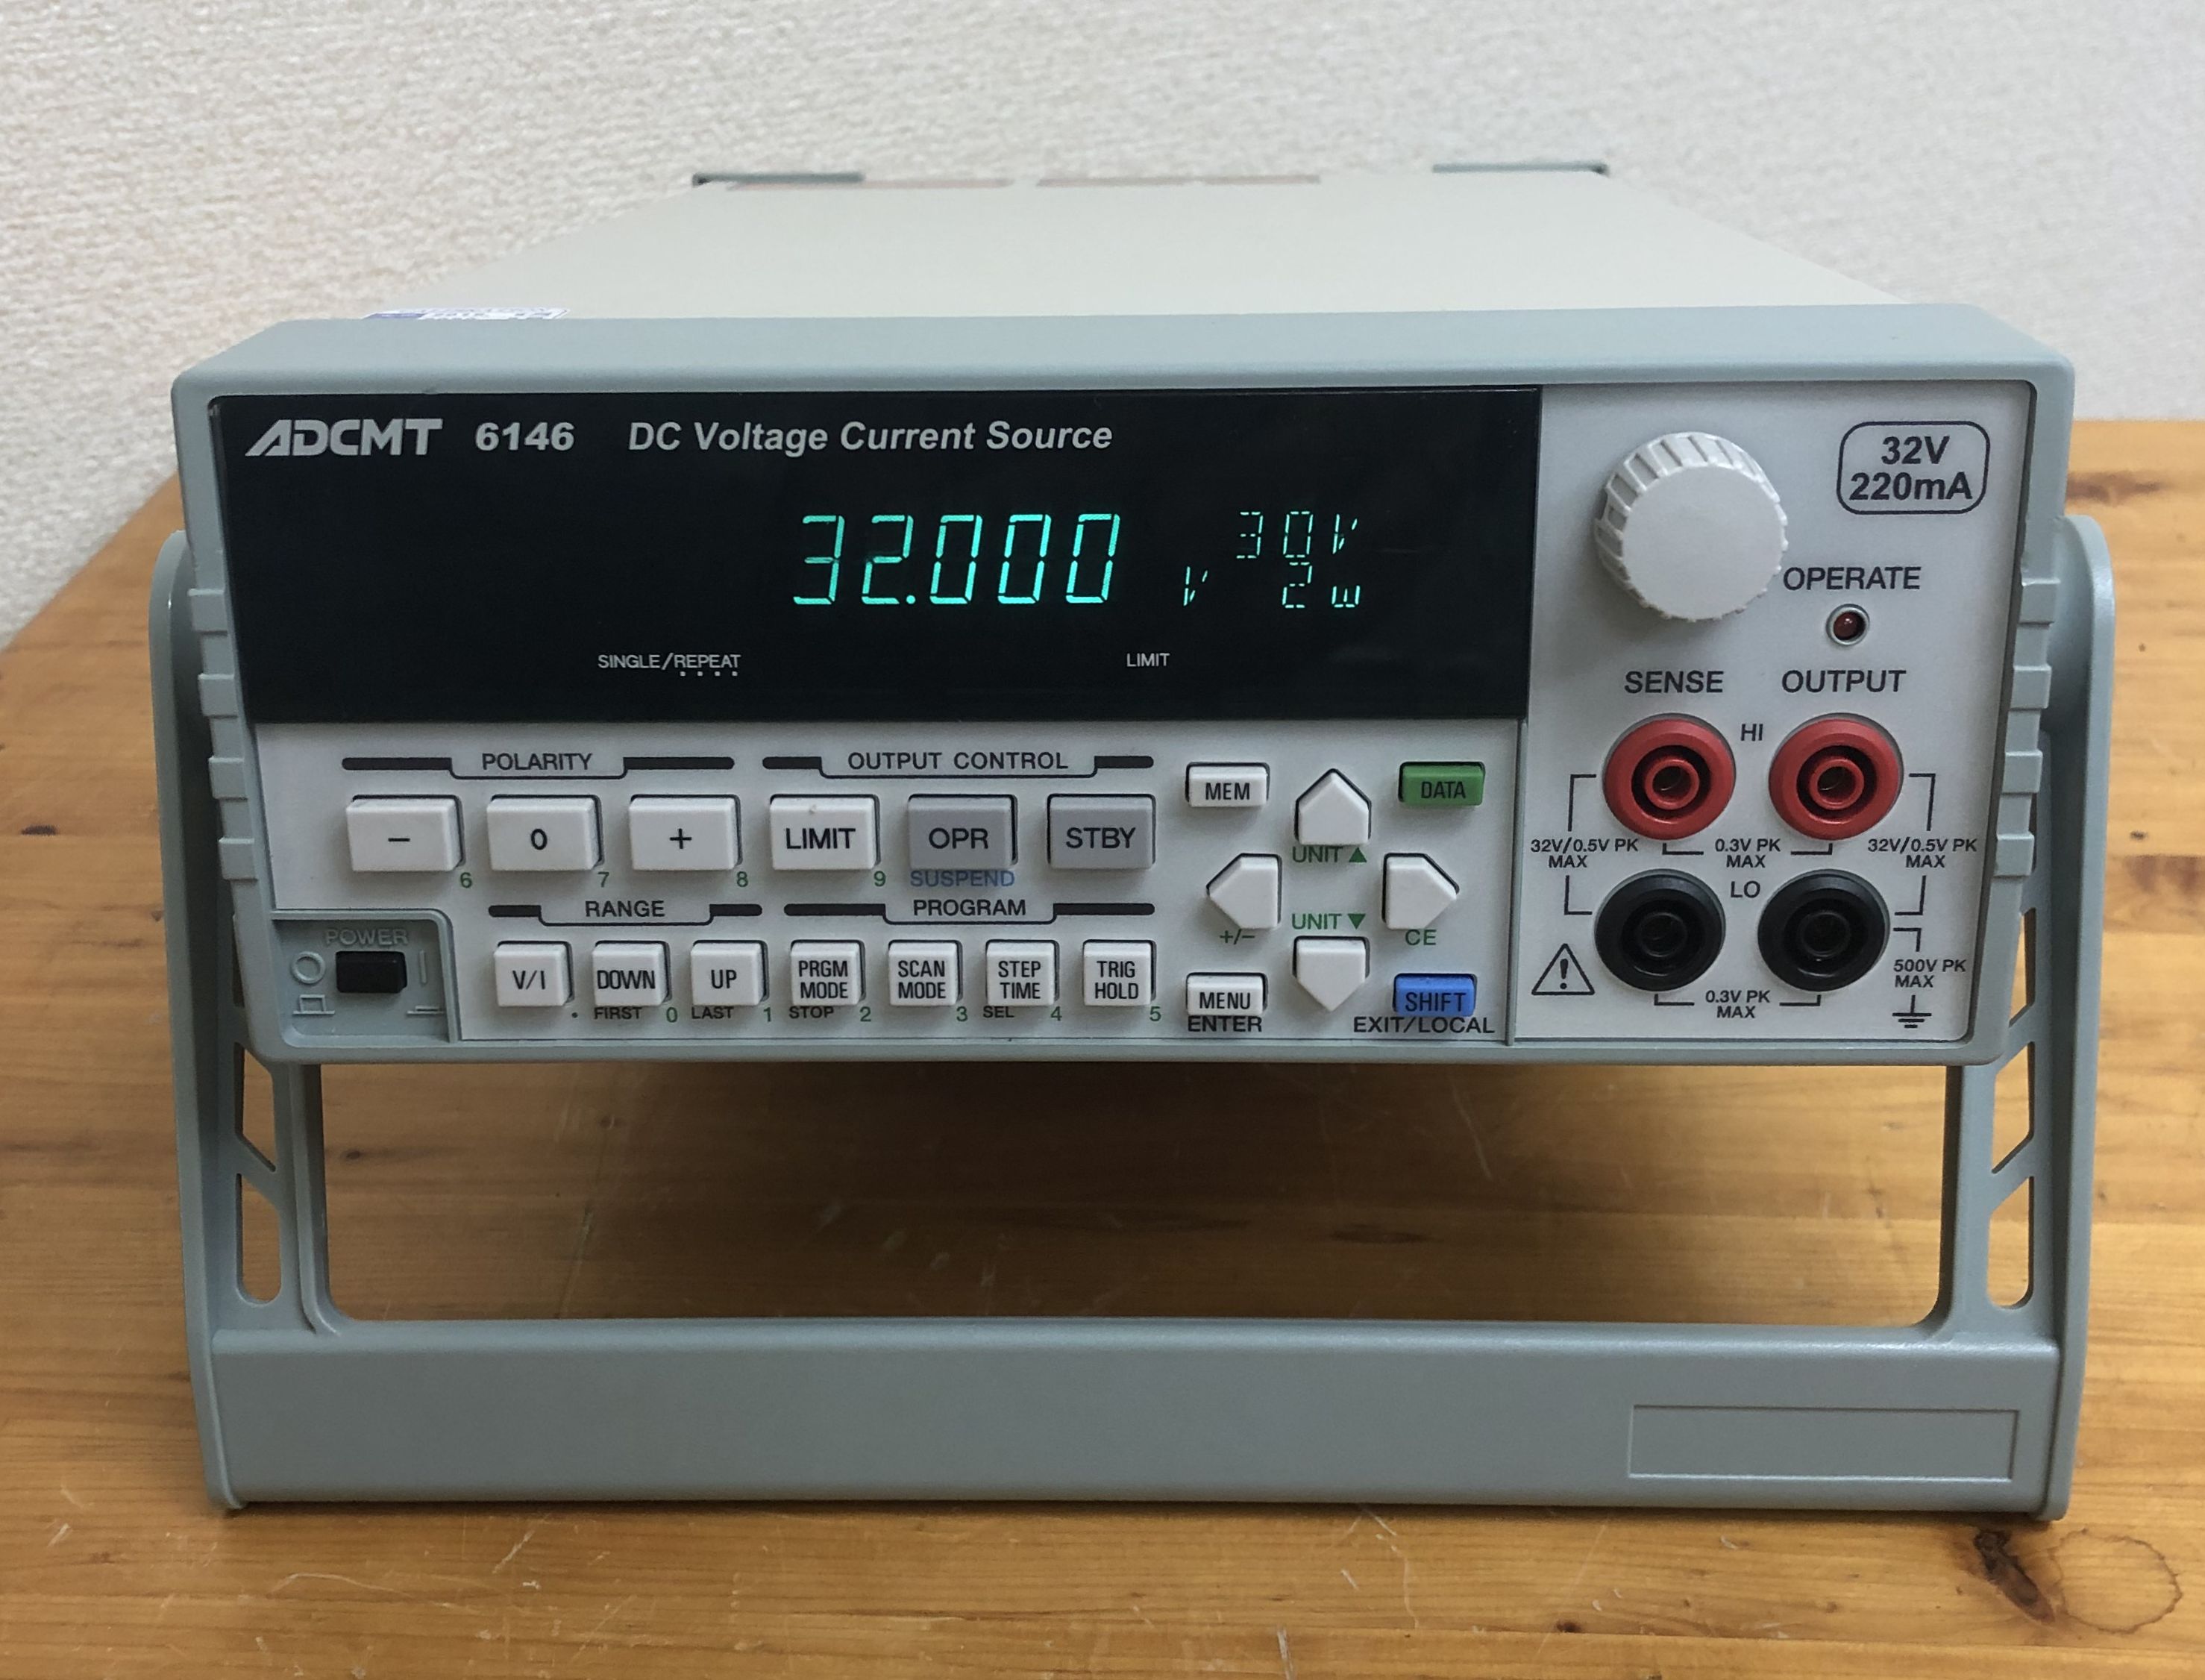 ADCMT 6146 DC Voltage Current Source
32.000 V
30V
2W
SINGLE/REPEAT
LIMIT
32V
220mA
OPERATE
SENSE OUTPUT
HI
32V/0.5V PK
MAX
0.3V PK
MAX
32V/0.5V PK
MAX
LO
500V PK
MAX
0.3V PK
MAX
POLARITY OUTPUT CONTROL
− 0 + LIMIT OPR STBY
6 7 8 9 SUSPEND
RANGE PROGRAM
POWER
V/I DOWN UP PRGM MODE SCAN MODE STEP TIME TRIG HOLD
. FIRST 0 LAST 1 STOP 2 3 SEL 4 5
MEM DATA
UNIT ▲
+/− UNIT ▼ CE
MENU SHIFT
ENTER EXIT/LOCAL